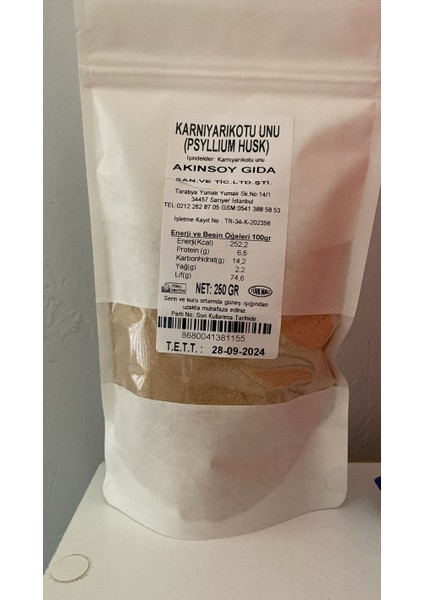 KARNIYARIKOTU UNU
(PSYLLIUM HUSK)
İçindekiler: Karnıyarıkotu unu
AKINSOY GIDA
SAN.VE TİC.LTD.ŞTİ.
Tarabya Yumak Yumak Sk.No:14/1
34457 Sarıyer İstanbul
TEL:0212 262 87 05 GSM:0541 388 58 53
İşletme Kayıt No : TR-34-K-202356
Enerji ve Besin Öğeleri 100gr
Enerji(Kcal : 252,2
Protein (g) 6,6
Karbonhidrat(g) 14,2
Yağ(g) 2,2
Lif(g) 74,6
NET: 250 GR
TÜRK MALI
Serin ve kuru ortamda güneş ışığından
uzakta muhafaza ediniz.
Parti No: Son Kullanma Tarihidir.
8680041381155
T.E.T.T. : 28-09-2024